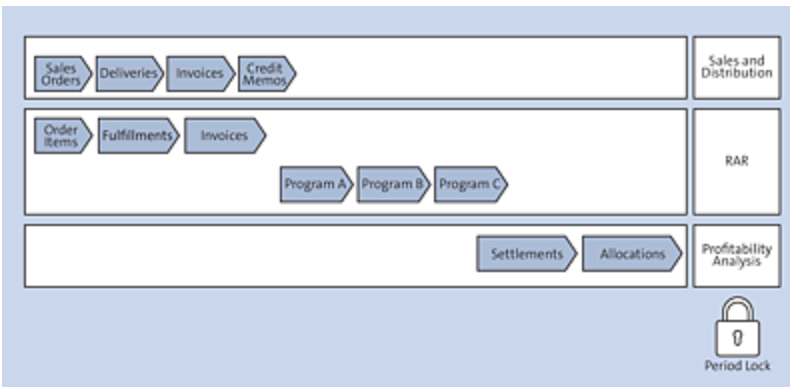 Sales
Orders
Deliveries
Invoices
Credit
Memos
Sales and
Distribution
Order
Items
Fulfillments
Invoices
RAR
Program A
Program B
Program C
Settlements
Allocations
Profitability
Analysis
Period Lock